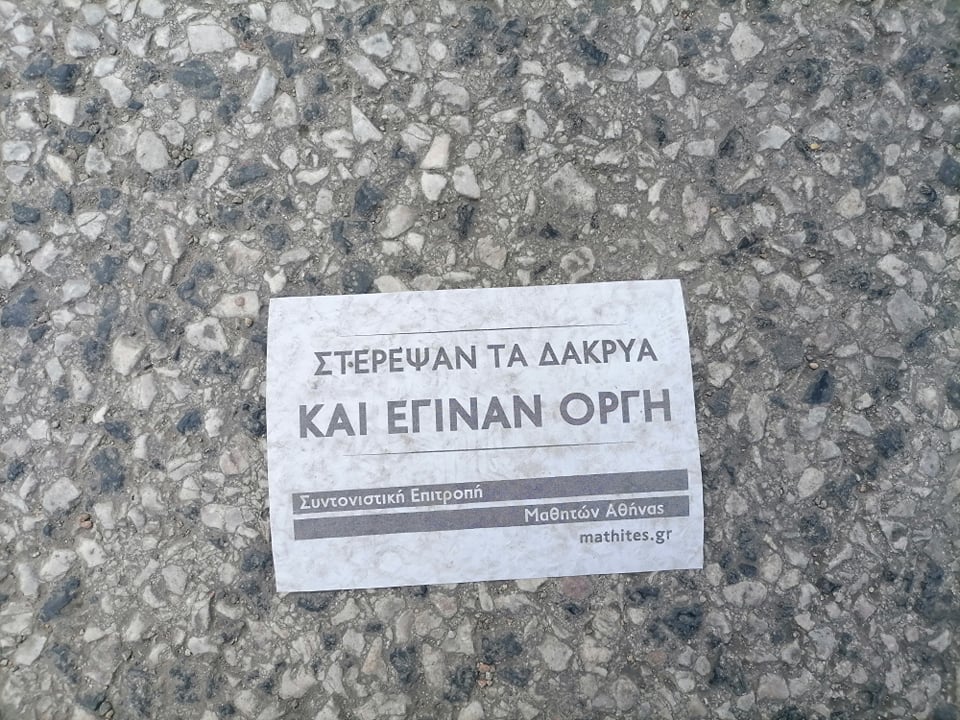 ΣΤΕΡΕΨΑΝ ΤΑ ΔΑΚΡΥΑ
ΚΑΙ ΕΓΙΝΑΝ ΟΡΓΗ
Συντονιστική Επιτροπή
Μαθητών Αθήνας
mathites.gr